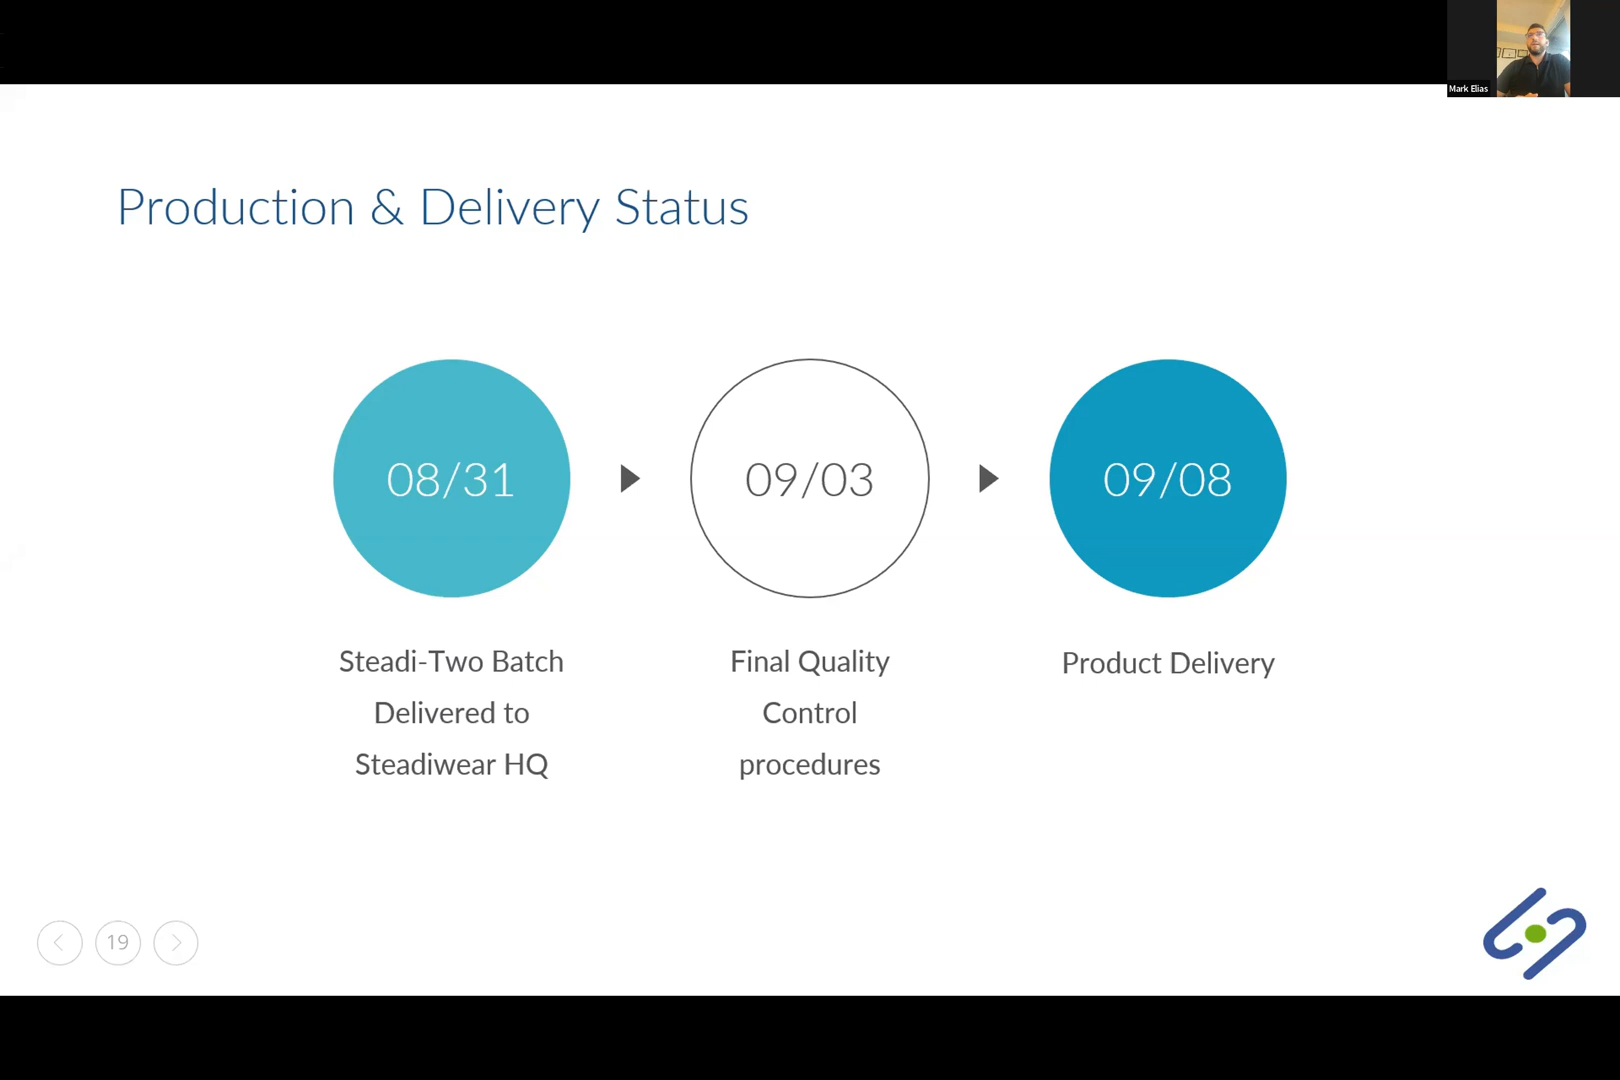 Mark Elias
Production & Delivery Status
08/31
09/03
09/08
Steadi-Two Batch
Delivered to
Steadiwear HQ
Final Quality
Control
procedures
Product Delivery
19